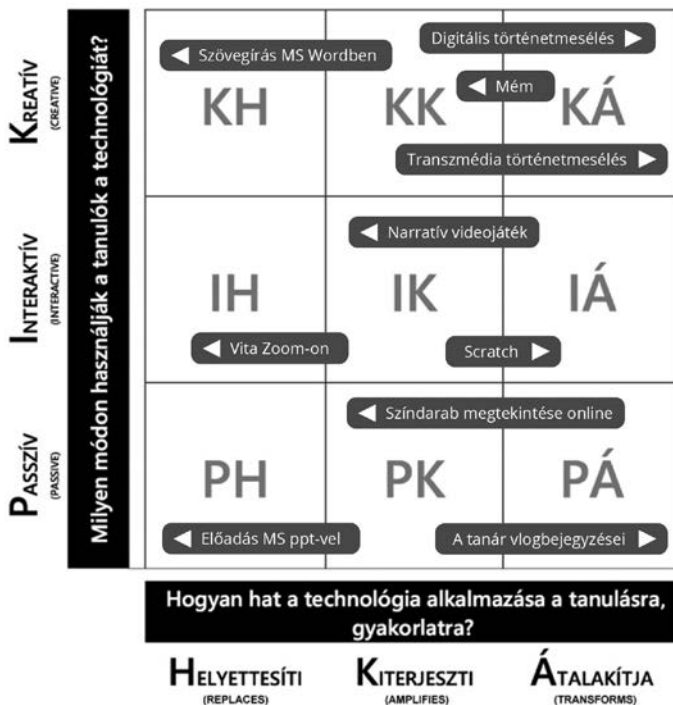 Milyen módon használják a tanulók a technológiát?
KREATÍV
(CREATIVE)
INTERAKTÍV
(INTERACTIVE)
PASSZÍV
(PASSIVE)
Digitális történetmesélés
Szövegírás MS Wordben
Mém
KH KK KÁ
Transzmédia történetmesélés
Narratív videojáték
IH IK IÁ
Vita Zoom-on
Scratch
Színdarab megtekintése online
PH PK PÁ
Előadás MS ppt-vel
A tanár vlogbejegyzései
Hogyan hat a technológia alkalmazása a tanulásra,
gyakorlatra?
HELYETTESÍTI
(REPLACES)
KITERJESZTI
(AMPLIFIES)
ÁTALAKÍTJA
(TRANSFORMS)